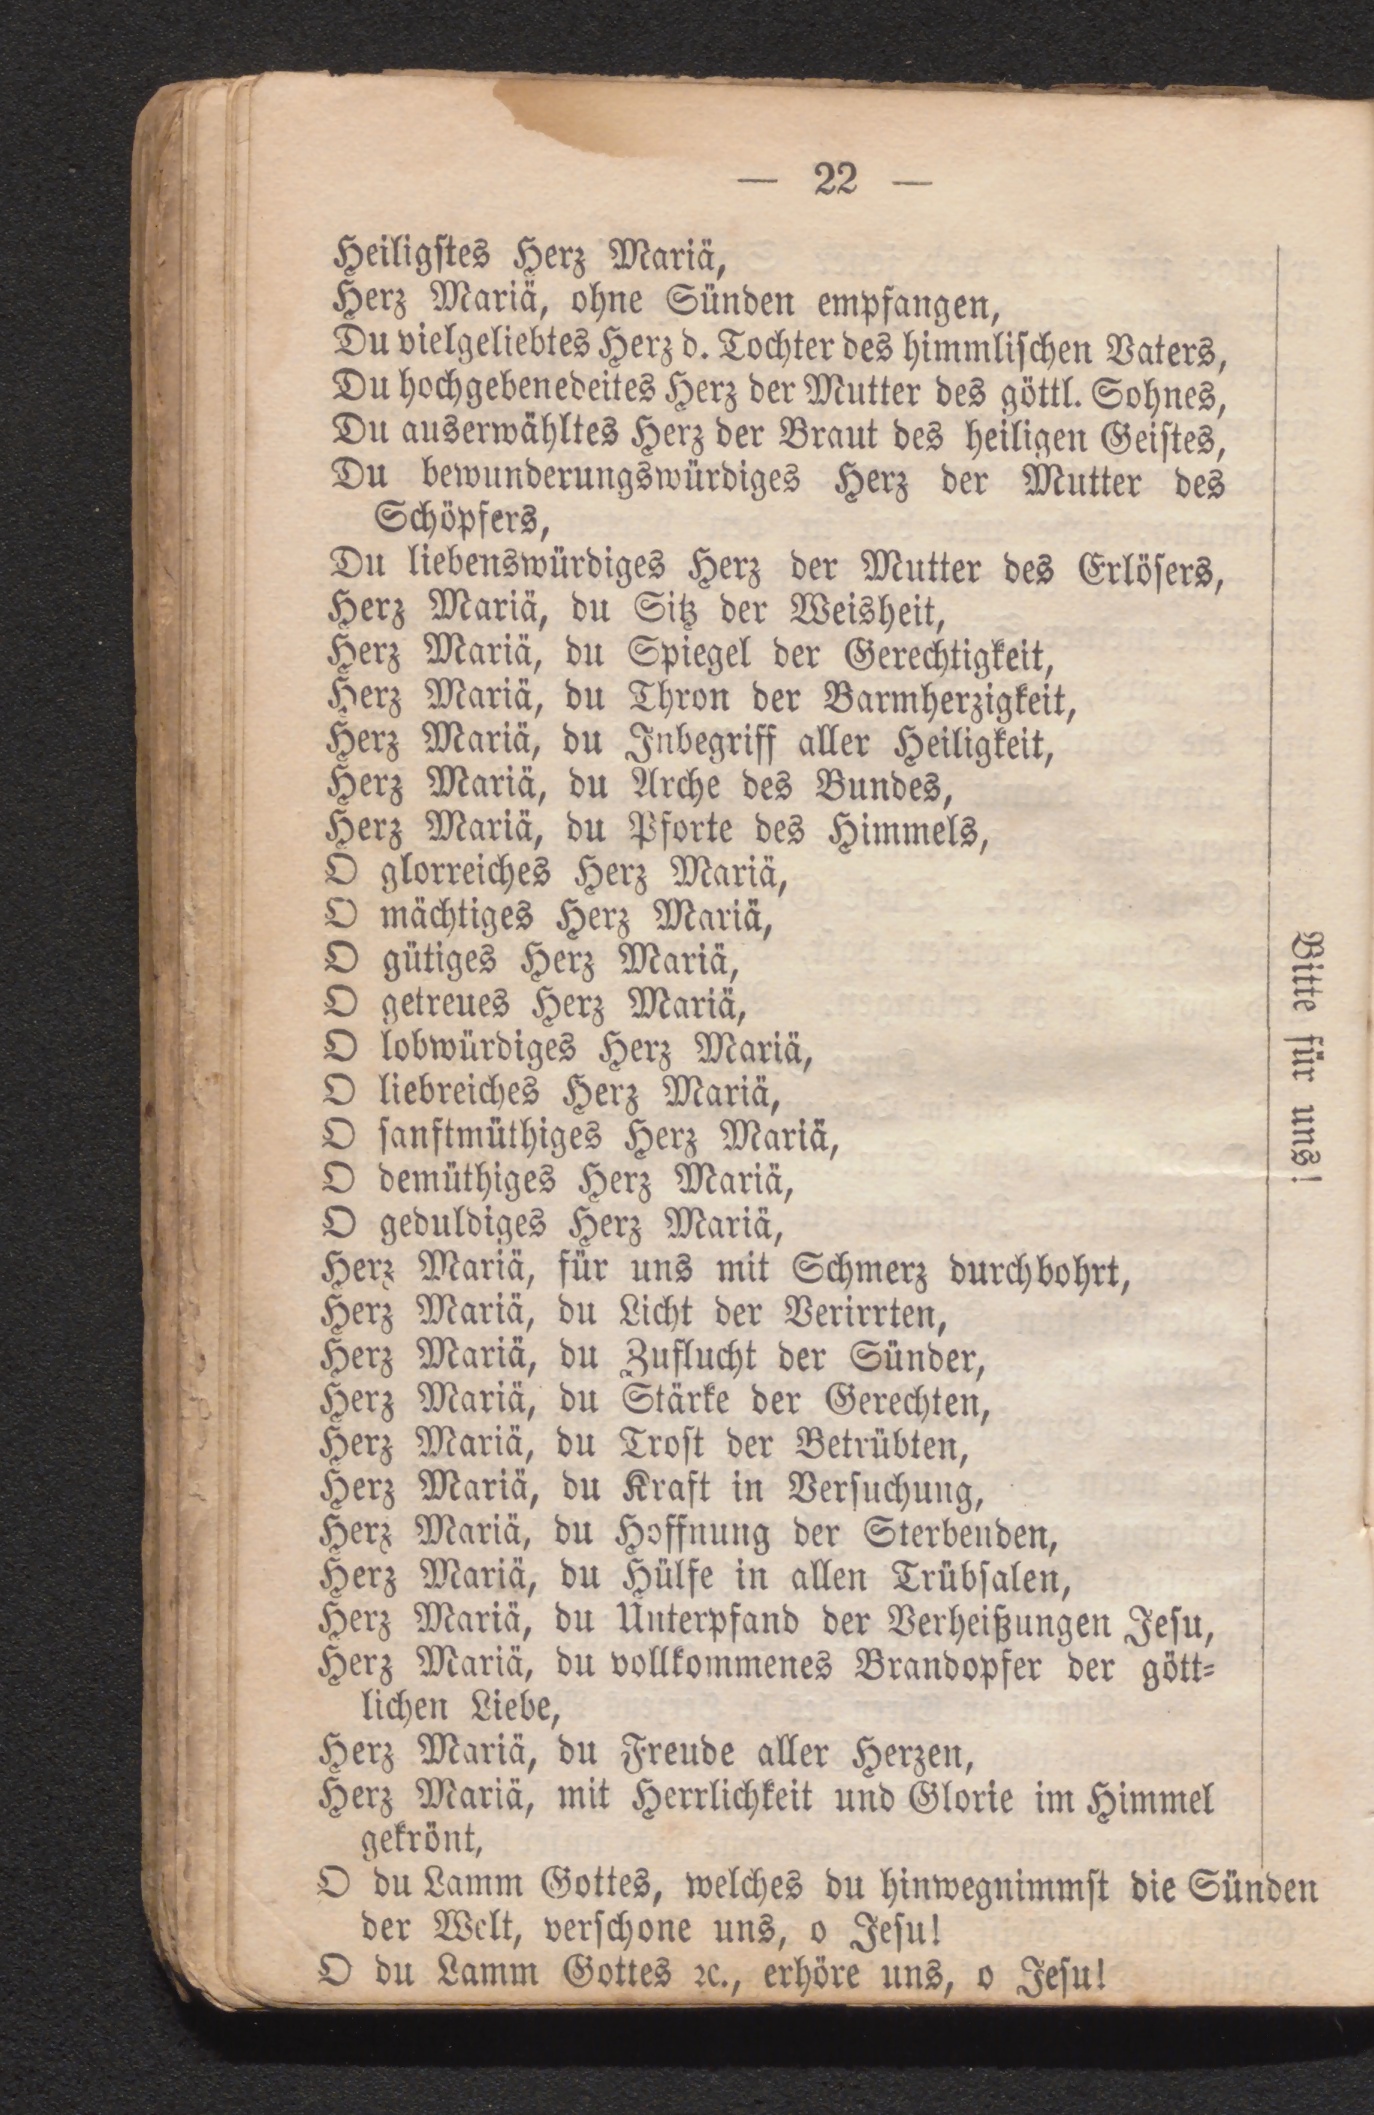 — 22 —
Heiligstes Herz Mariä,
Herz Mariä, ohne Sünden empfangen,
Du vielgeliebtes Herz d. Tochter des himmlischen Vaters,
Du hochgebenedeites Herz der Mutter des göttl. Sohnes,
Du auserwähltes Herz der Braut des heiligen Geistes,
Du bewunderungswürdiges Herz der Mutter des
Schöpfers,
Du liebenswürdiges Herz der Mutter des Erlösers,
Herz Mariä, du Sitz der Weisheit,
Herz Mariä, du Spiegel der Gerechtigkeit,
Herz Mariä, du Thron der Barmherzigkeit,
Herz Mariä, du Inbegriff aller Heiligkeit,
Herz Mariä, du Arche des Bundes,
Herz Mariä, du Pforte des Himmels,
O glorreiches Herz Mariä,
O mächtiges Herz Mariä,
O gütiges Herz Mariä,
O getreues Herz Mariä,
O lobwürdiges Herz Mariä,
O liebreiches Herz Mariä,
O sanftmüthiges Herz Mariä,
O demüthiges Herz Mariä,
O geduldiges Herz Mariä,
Herz Mariä, für uns mit Schmerz durchbohrt,
Herz Mariä, du Licht der Verirrten,
Herz Mariä, du Zuflucht der Sünder,
Herz Mariä, du Stärke der Gerechten,
Herz Mariä, du Trost der Betrübten,
Herz Mariä, du Kraft in Versuchung,
Herz Mariä, du Hoffnung der Sterbenden,
Herz Mariä, du Hülfe in allen Trübsalen,
Herz Mariä, du Unterpfand der Verheißungen Jesu,
Herz Mariä, du vollkommenes Brandopfer der gött-
lichen Liebe,
Herz Mariä, du Freude aller Herzen,
Herz Mariä, mit Herrlichkeit und Glorie im Himmel
gekrönt,
Bitte für uns!
O du Lamm Gottes, welches du hinwegnimmst die Sünden
der Welt, verschone uns, o Jesu!
O du Lamm Gottes ꝛc., erhöre uns, o Jesu!